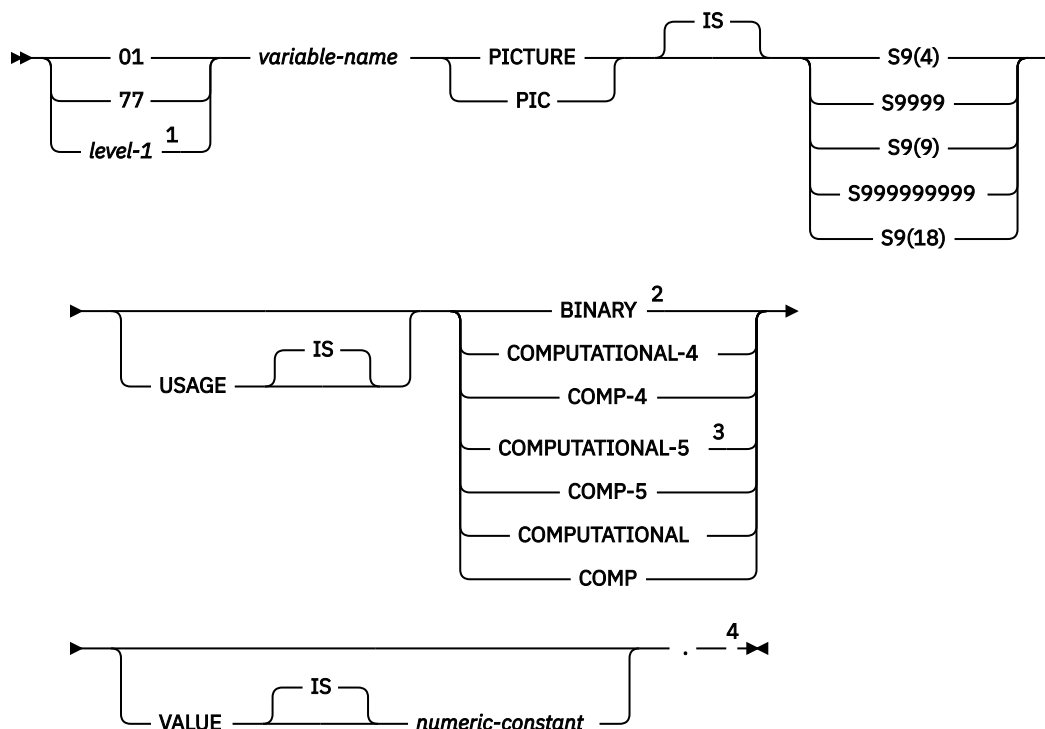 IS
01 variable-name PICTURE S9(4)
77 PIC S9999
level-1 1 S9(9)
S999999999
S9(18)
BINARY 2
IS COMPUTATIONAL-4
USAGE COMP-4
COMPUTATIONAL-5 3
COMP-5
COMPUTATIONAL
COMP
. 4
IS
VALUE numeric-constant